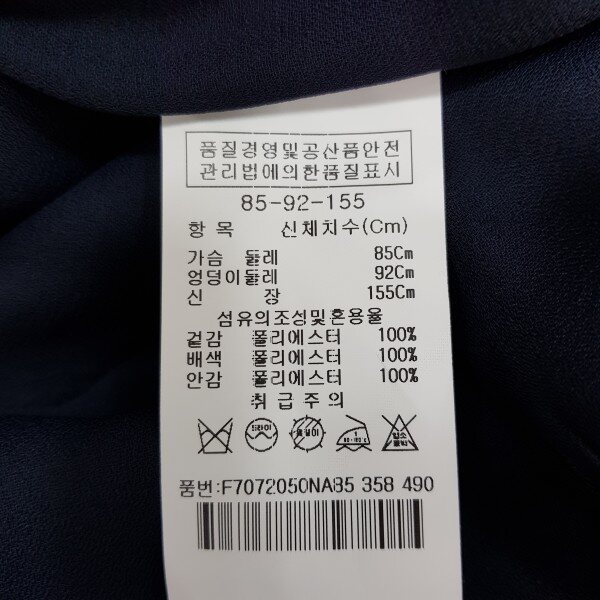 품질경영및공산품안전
관리법에의한품질표시
85-92-155
항 목 신체치수(Cm)
가슴 둘레 85Cm
엉덩이둘레 92Cm
신 장 155Cm
섬유의조성및혼용율
겉감 폴리에스터 100%
배색 폴리에스터 100%
안감 폴리에스터 100%
취급주의
드라이
품번:F7072050NA85 358 490